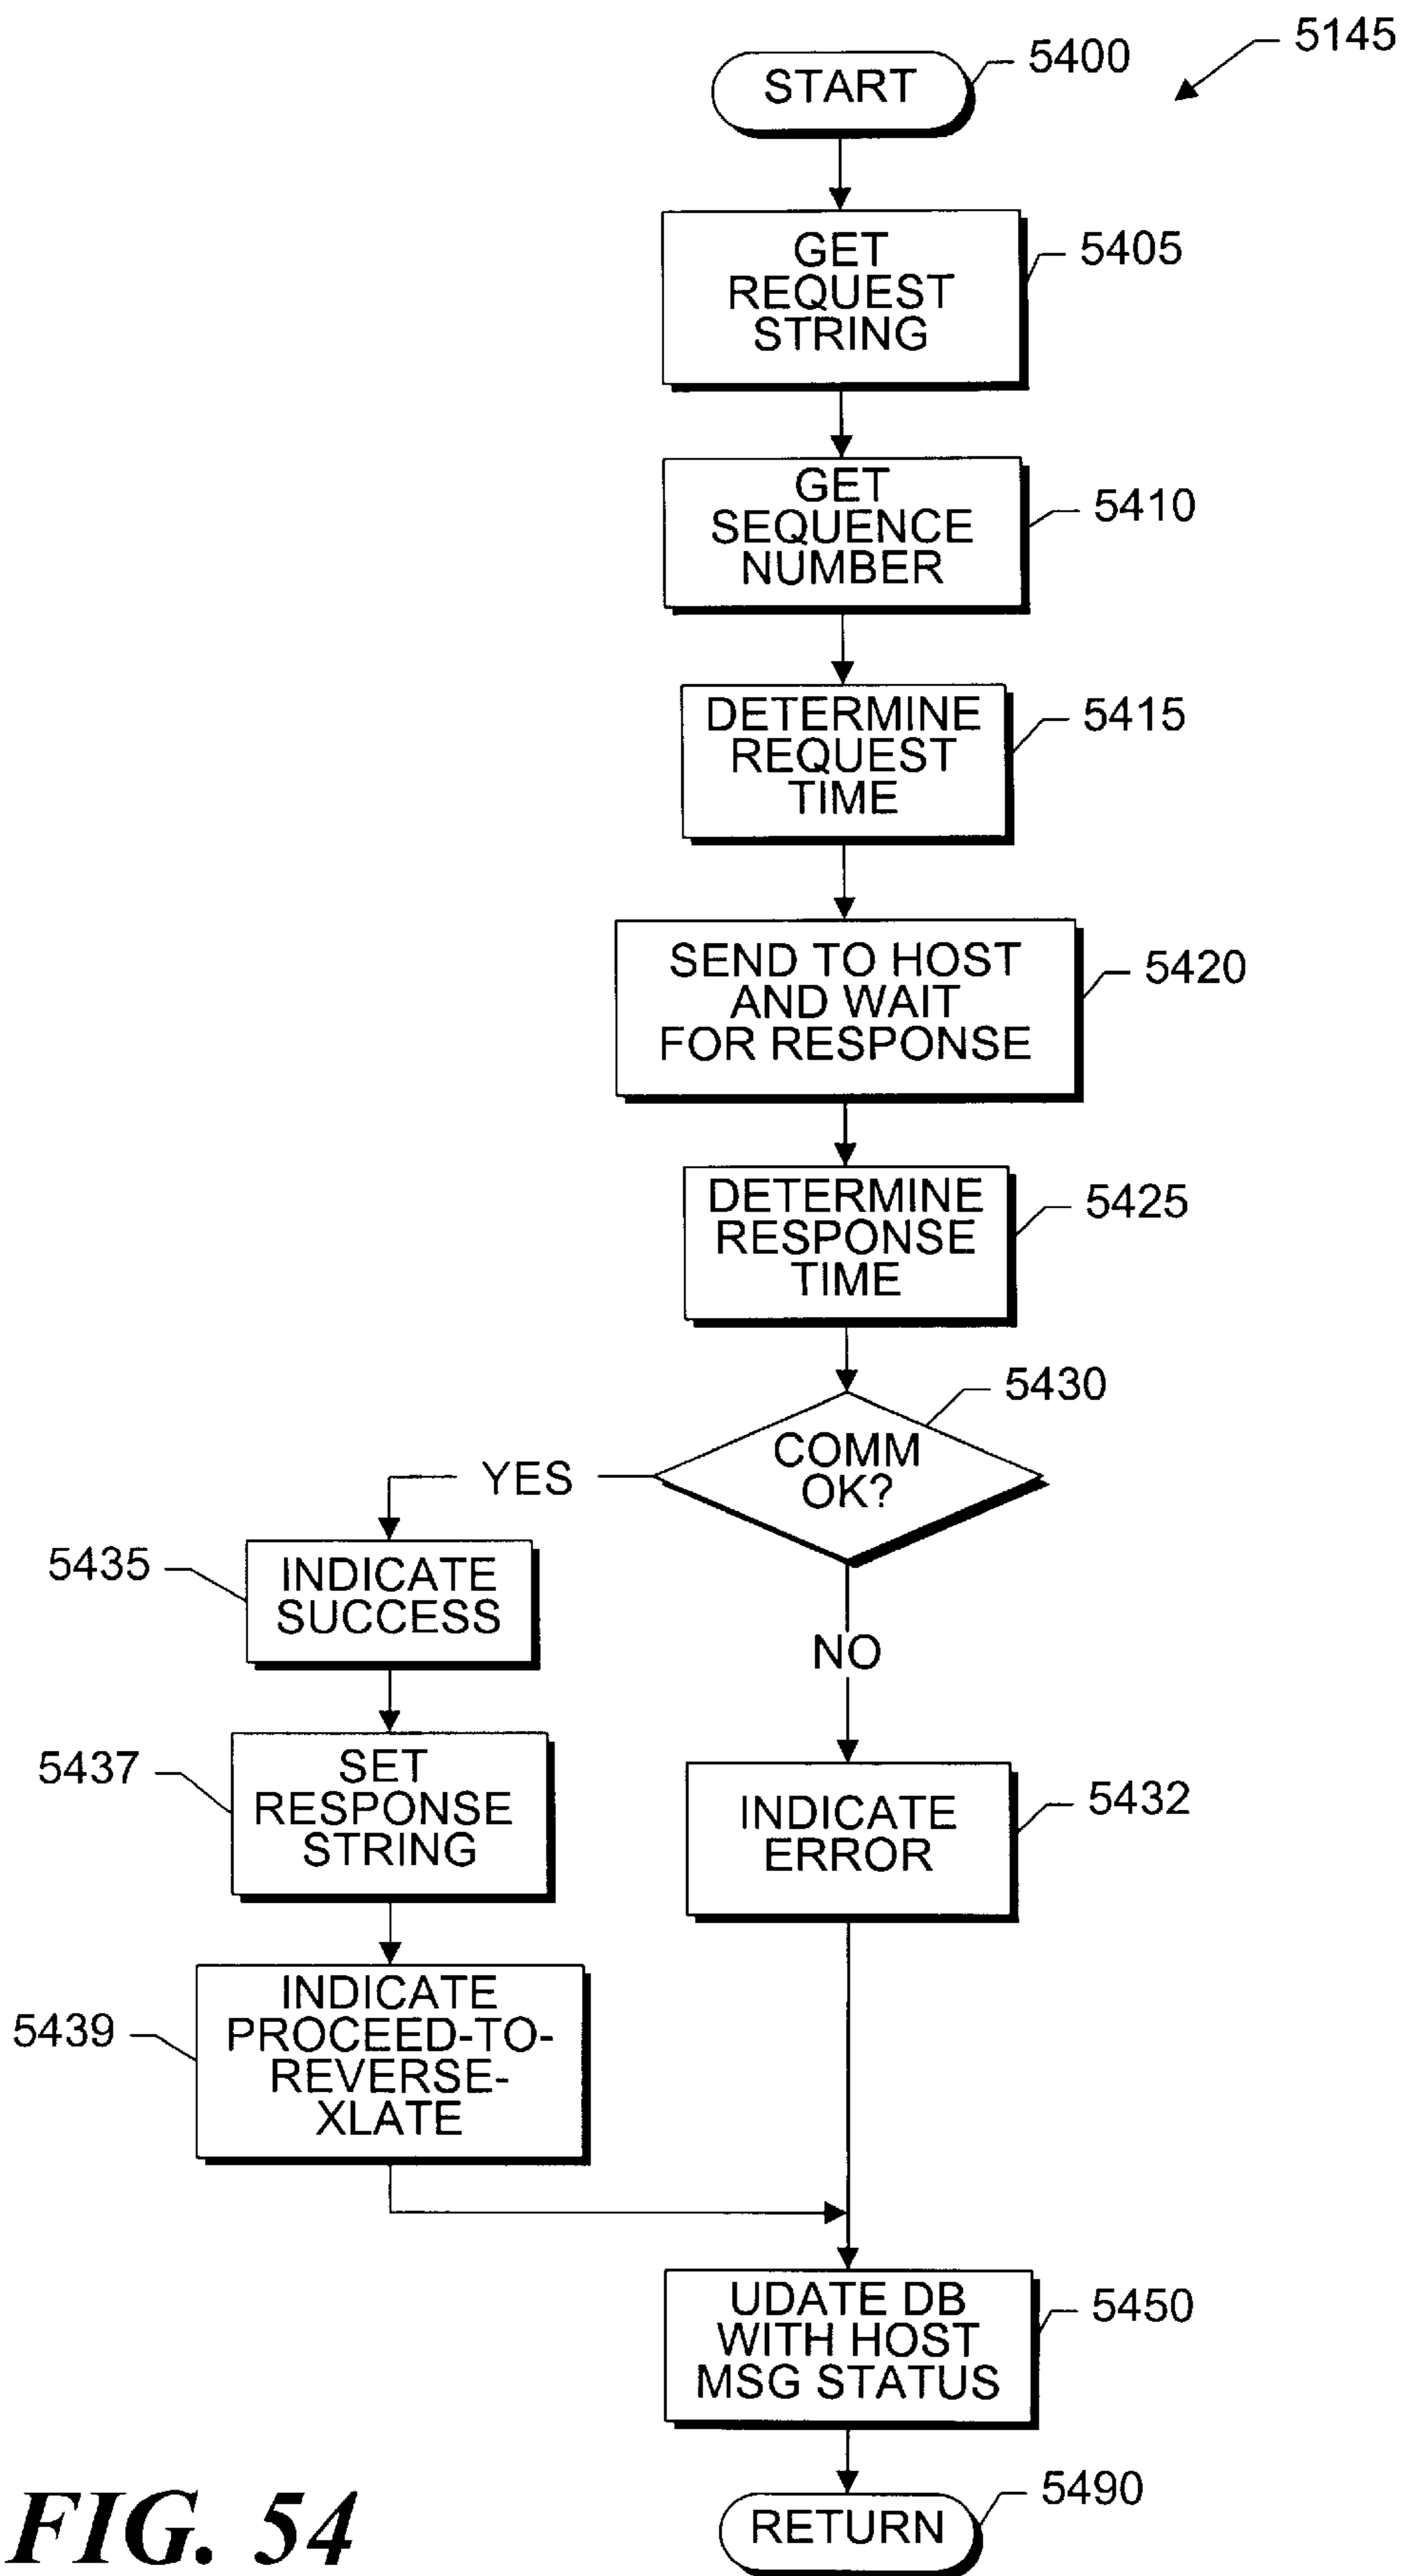 5145
START
5400
GET
REQUEST
STRING
5405
GET
SEQUENCE
NUMBER
5410
DETERMINE
REQUEST
TIME
5415
SEND TO HOST
AND WAIT
FOR RESPONSE
5420
DETERMINE
RESPONSE
TIME
5425
5430
COMM
OK?
YES
NO
5435
INDICATE
SUCCESS
5437
SET
RESPONSE
STRING
5432
INDICATE
ERROR
5439
INDICATE
PROCEED-TO-
REVERSE-
XLATE
UDATE DB
WITH HOST
MSG STATUS
5450
RETURN
5490
FIG. 54